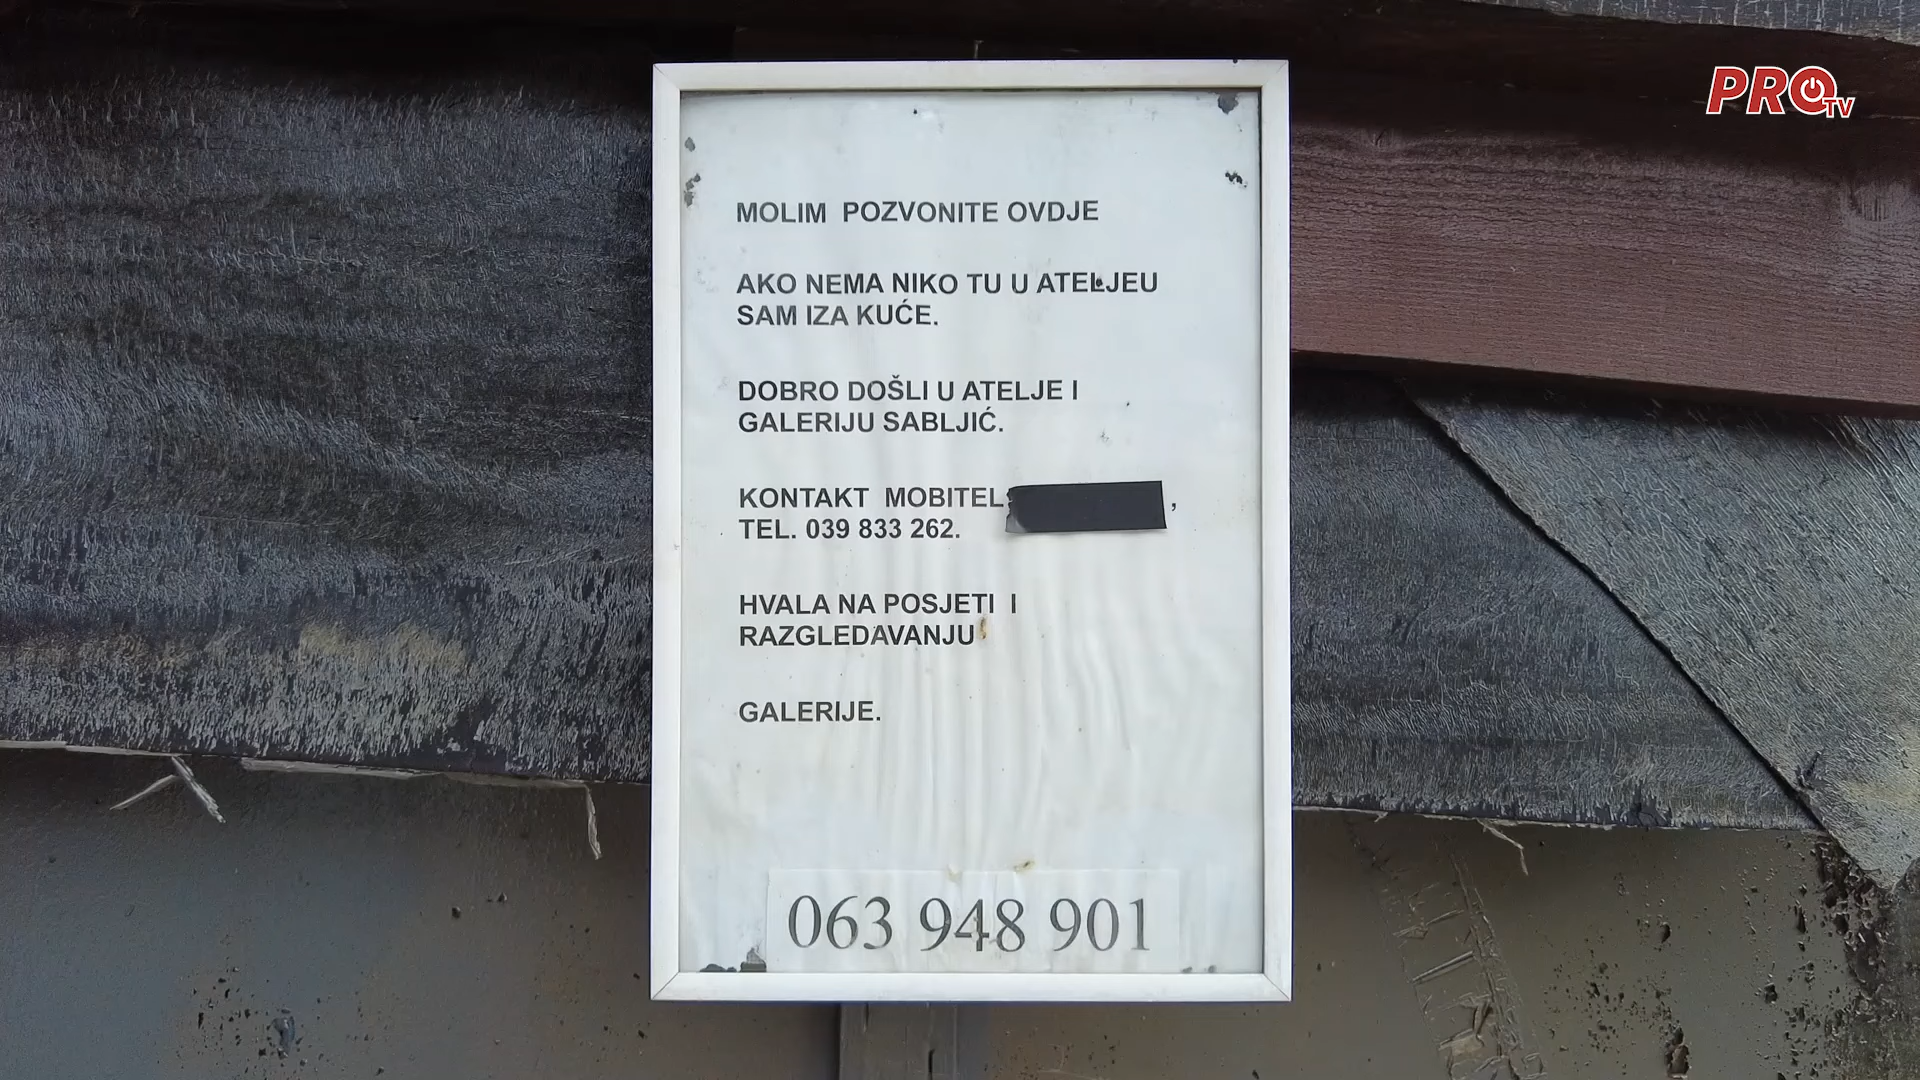 PRO TV
MOLIM POZVONITE OVDJE
AKO NEMA NIKO TU U ATELJEU
SAM IZA KUĆE.
DOBRO DOŠLI U ATELJE I
GALERIJU SABLJIĆ.
KONTAKT MOBITEL ,
TEL. 039 833 262.
HVALA NA POSJETI I
RAZGLEDAVANJU
GALERIJE.
063 948 901